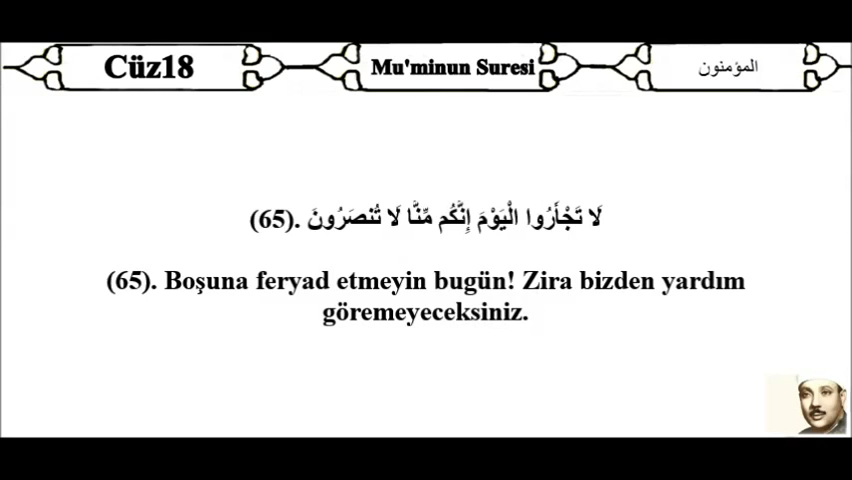 Cüz18
Mu'minun Suresi
المؤمنون
لَا تَجْأَرُوا الْيَوْمَ إِنَّكُم مِّنَّا لَا تُنصَرُونَ .(65)
(65). Boşuna feryad etmeyin bugün! Zira bizden yardım
göremeyeceksiniz.